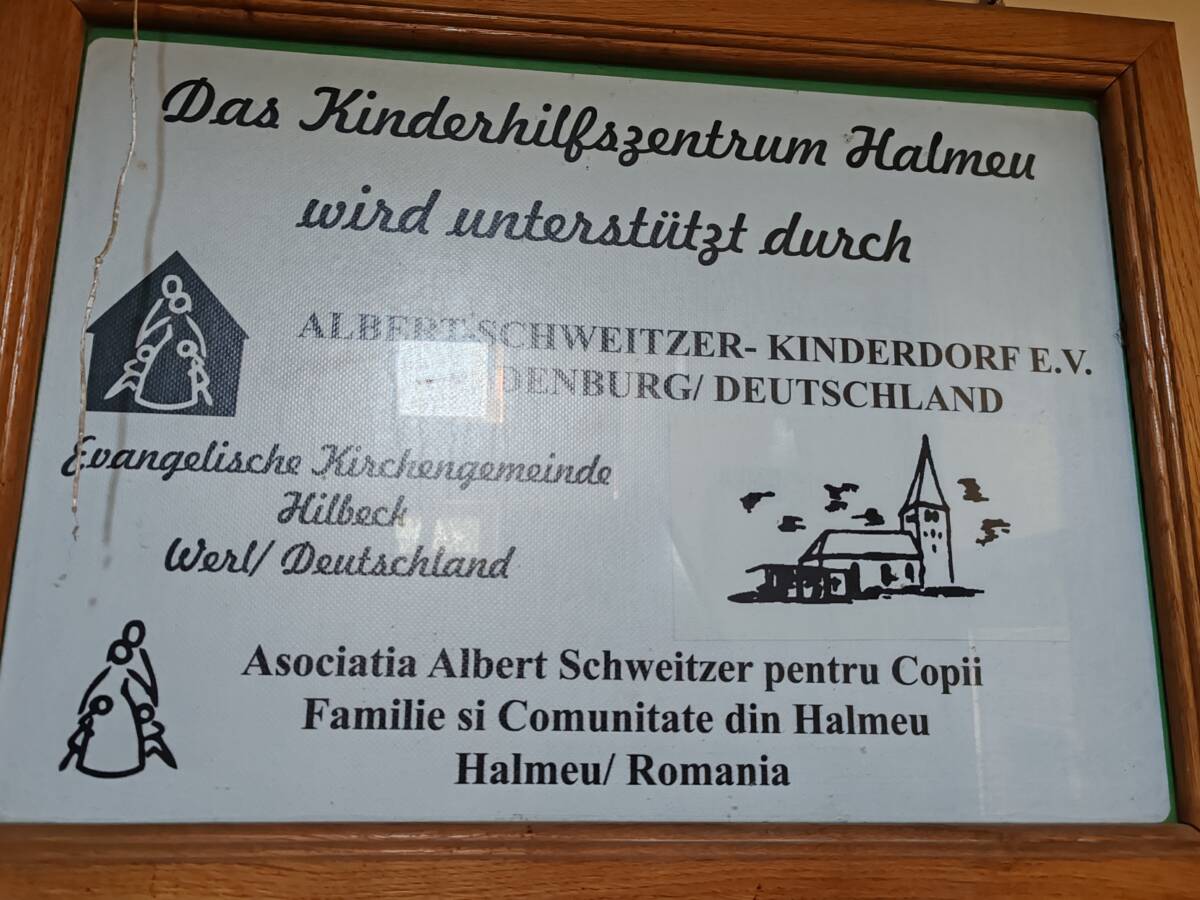 Das Kinderhilfszentrum Halmeu
wird unterstützt durch
ALBERT-SCHWEITZER- KINDERDORF E.V.
DEUTSCHLAND
Evangelische Kirchengemeinde
Hilbeck
Werl/ Deutschland
Asociatia Albert Schweitzer pentru Copii
Familie si Comunitate din Halmeu
Halmeu/ Romania